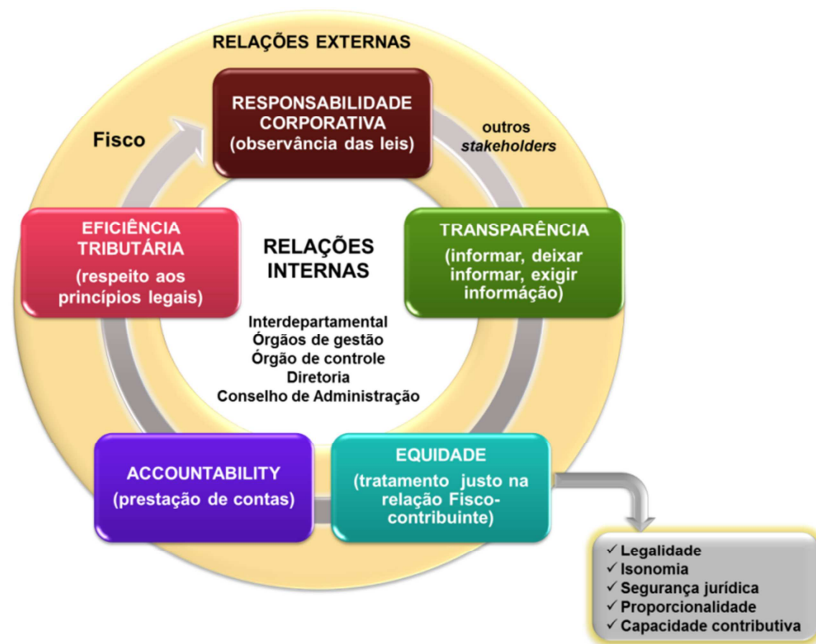 RELAÇÕES EXTERNAS
RESPONSABILIDADE
CORPORATIVA
(observância das leis)
Fisco
outros
stakeholders
EFICIÊNCIA
TRIBUTÁRIA
(respeito aos
princípios legais)
RELAÇÕES
INTERNAS
TRANSPARÊNCIA
(informar, deixar
informar, exigir
informáção)
Interdepartamental
Órgãos de gestão
Órgão de controle
Diretoria
Conselho de Administração
ACCOUNTABILITY
(prestação de contas)
EQUIDADE
(tratamento justo na
relação Fisco-
contribuinte)
✓ Legalidade
✓ Isonomia
✓ Segurança jurídica
✓ Proporcionalidade
✓ Capacidade contributiva